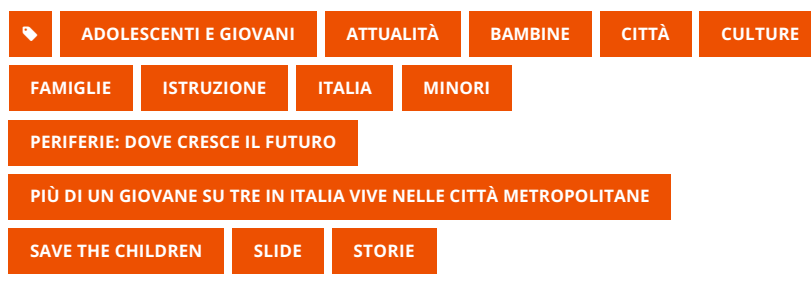 ADOLESCENTI E GIOVANI ATTUALITÀ BAMBINE CITTÀ CULTURE
FAMIGLIE ISTRUZIONE ITALIA MINORI
PERIFERIE: DOVE CRESCE IL FUTURO
PIÙ DI UN GIOVANE SU TRE IN ITALIA VIVE NELLE CITTÀ METROPOLITANE
SAVE THE CHILDREN SLIDE STORIE